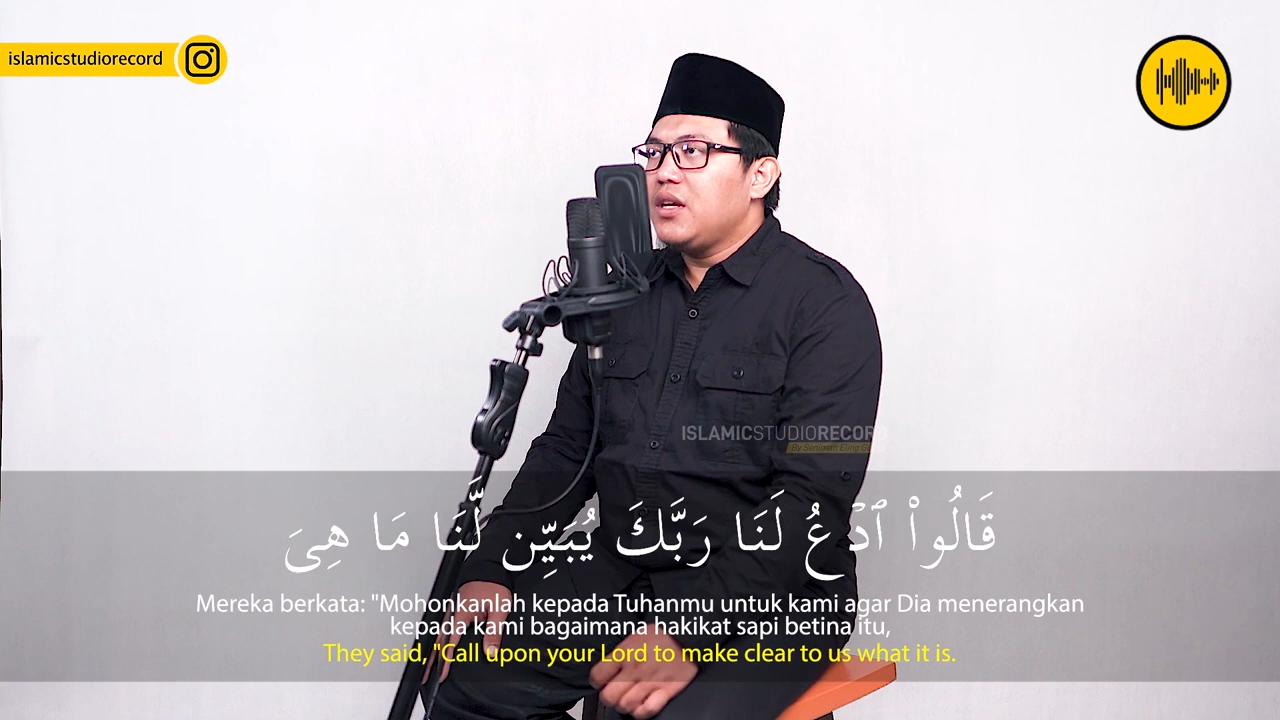 islamicstudiorecord
ISLAMICSTUDIORECORD
قَالُوا۟ ٱدْعُ لَنَا رَبَّكَ يُبَيِّن لَّنَا مَا هِىَ
Mereka berkata: "Mohonkanlah kepada Tuhanmu untuk kami agar Dia menerangkan
kepada kami bagaimana hakikat sapi betina itu,
They said, "Call upon your Lord to make clear to us what it is.